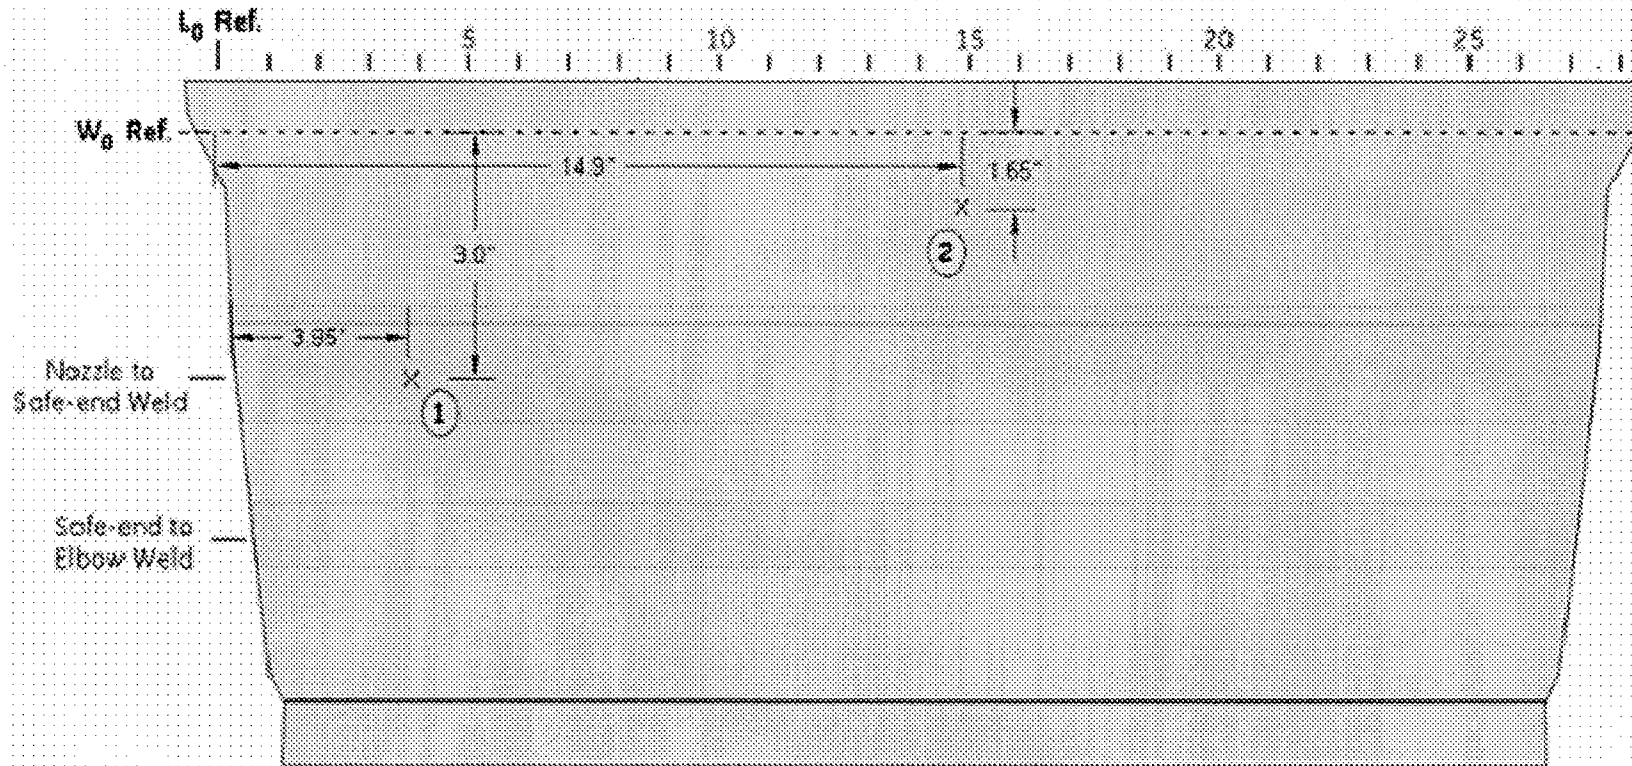 L0 Ref.
5 10 15 20 25
W0 Ref.
14.9"
1.65"
3.0"
2
3.95"
Nozzle to
Safe-end Weld
1
Safe-end to
Elbow Weld